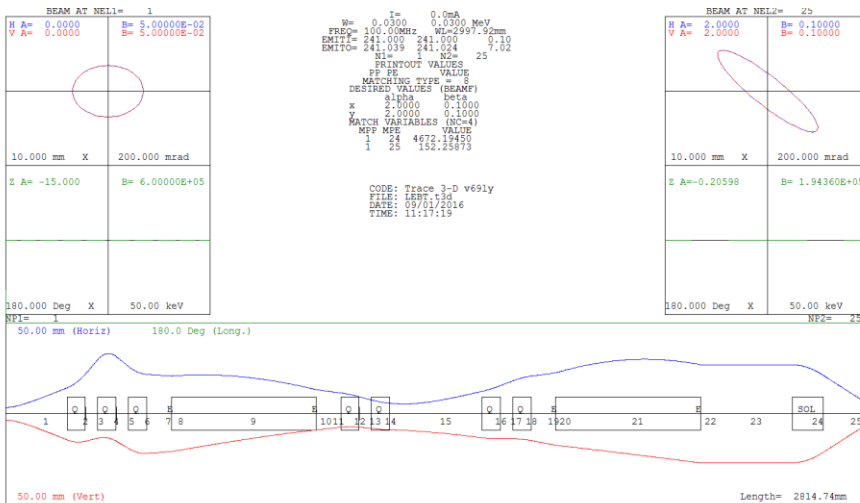 BEAM AT NEL1= 1
H A= 0.0000 B= 5.00000E-02
V A= 0.0000 B= 5.00000E-02
10.000 mm X 200.000 mrad
Z A= -15.000 B= 6.00000E+05
180.000 Deg X 50.00 keV
NP1= 1
I= 0.0mA
W= 0.0300 0.0300 MeV
FREQ= 100.00MHz WL=2997.92mm
EMITI= 241.000 241.000 0.10
EMITO= 241.039 241.024 7.02
N1= 1 N2= 25
PRINTOUT VALUES
PP PE VALUE
MATCHING TYPE = 8
DESIRED VALUES (BEAMF)
alpha beta
x 2.0000 0.1000
y 2.0000 0.1000
MATCH VARIABLES (NC=4)
MPP MPE VALUE
1 24 4672.19450
1 25 152.25873
CODE: Trace 3-D v69ly
FILE: LEBT.t3d
DATE: 09/01/2016
TIME: 11:17:19
BEAM AT NEL2= 25
H A= 2.0000 B= 0.10000
V A= 2.0000 B= 0.10000
10.000 mm X 200.000 mrad
Z A=-0.20598 B= 1.94360E+05
180.000 Deg X 50.00 keV
NP2= 25
50.00 mm (Horiz) 180.0 Deg (Long.)
Q Q Q E E Q Q Q Q E E SOL
1 2 3 4 5 6 7 8 9 10 11 12 13 14 15 16 17 18 19 20 21 22 23 24 25
50.00 mm (Vert) Length= 2814.74mm